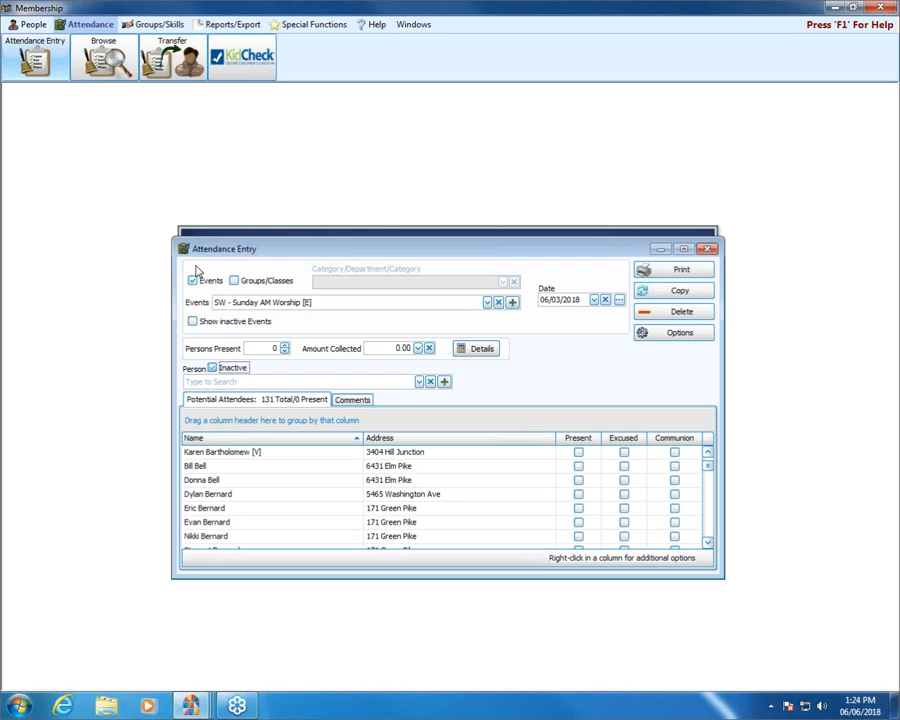 Membership
People Attendance Groups/Skills Reports/Export Special Functions Help Windows Press 'F1' For Help
Attendance Entry Browse Transfer
KidCheck
Attendance Entry
Category/Department/Category
Events Groups/Classes
Date
Events SW - Sunday AM Worship [E] 06/03/2018
Show inactive Events
Print
Copy
Delete
Options
Persons Present 0 Amount Collected 0.00 Details
Person Inactive
Type to Search
Potential Attendees: 131 Total/0 Present Comments
Drag a column header here to group by that column
Name Address Present Excused Communion
Karen Bartholomew [V] 3404 Hill Junction
Bill Bell 6431 Elm Pike
Donna Bell 6431 Elm Pike
Dylan Bernard 5465 Washington Ave
Eric Bernard 171 Green Pike
Evan Bernard 171 Green Pike
Nikki Bernard 171 Green Pike
Right-click in a column for additional options
1:24 PM
06/06/2018